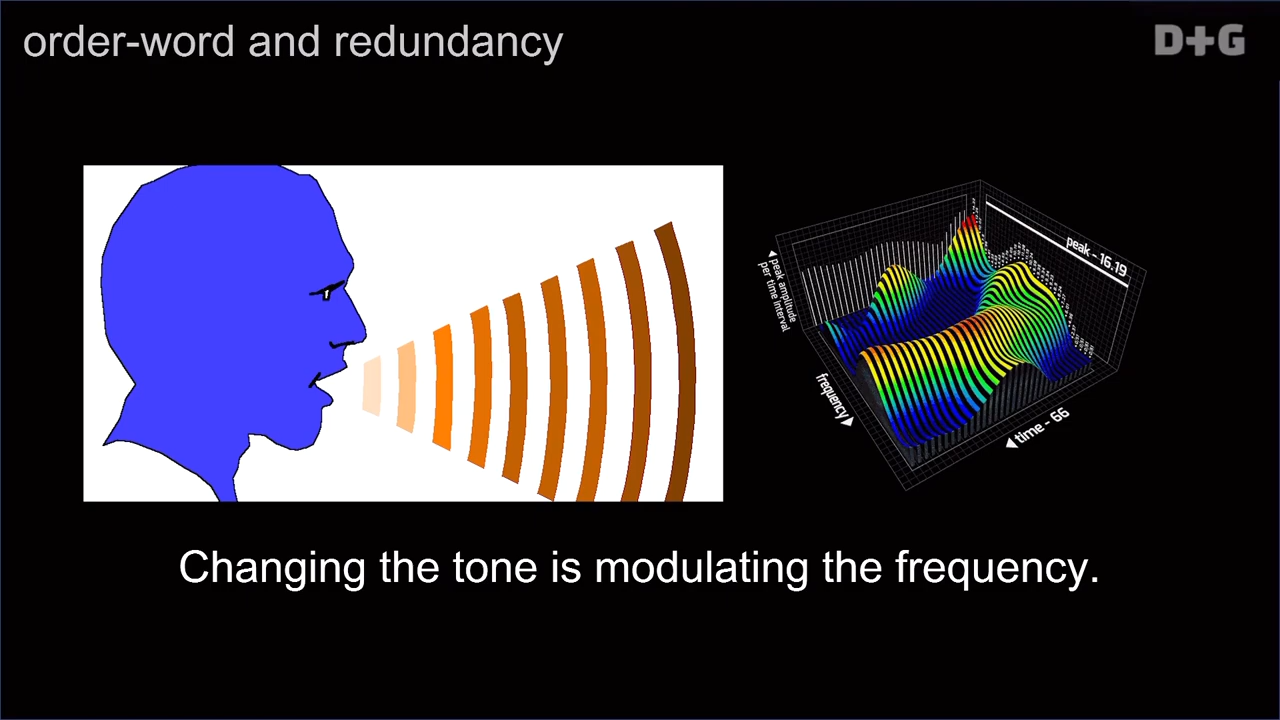 order-word and redundancy
D+G
peak - 16.19
peak amplitude
per time interval
frequency
time - 66
Changing the tone is modulating the frequency.